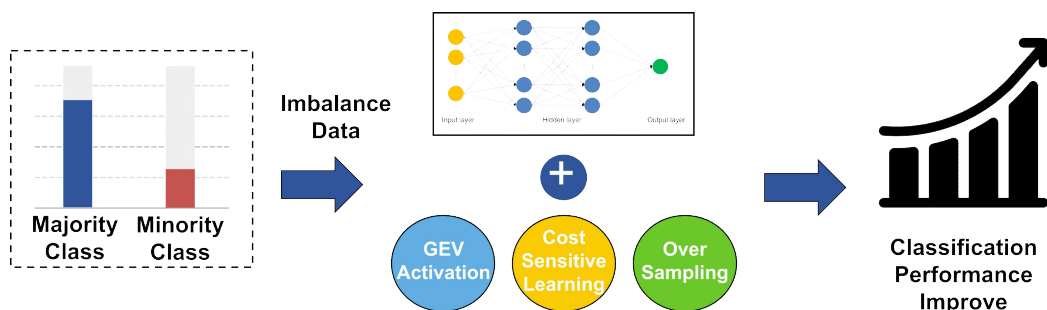 Majority
Class
Minority
Class
Imbalance
Data
Input layer
Hidden layer
Output layer
+
GEV
Activation
Cost
Sensitive
Learning
Over
Sampling
Classification
Performance
Improve